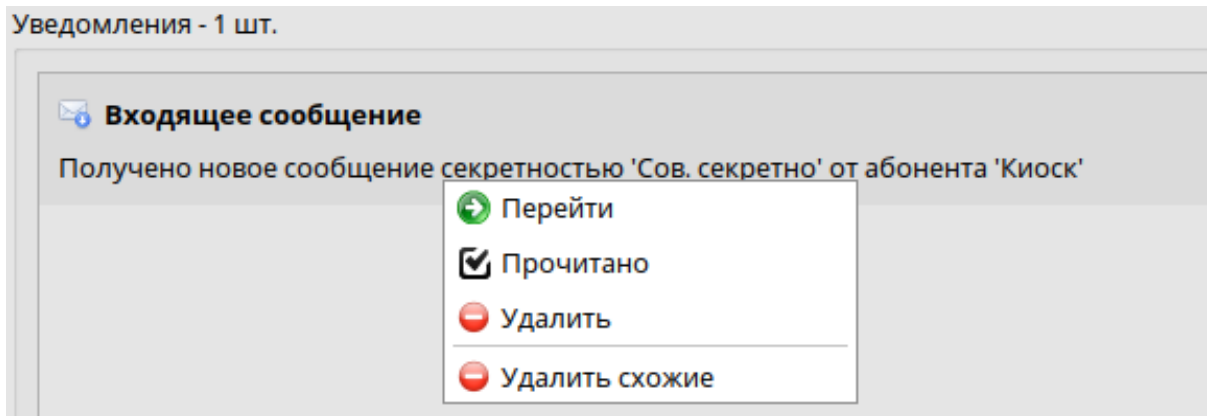 Уведомления - 1 шт.
Входящее сообщение
Получено новое сообщение секретностью 'Сов. секретно' от абонента 'Киоск'
Перейти
Прочитано
Удалить
Удалить схожие